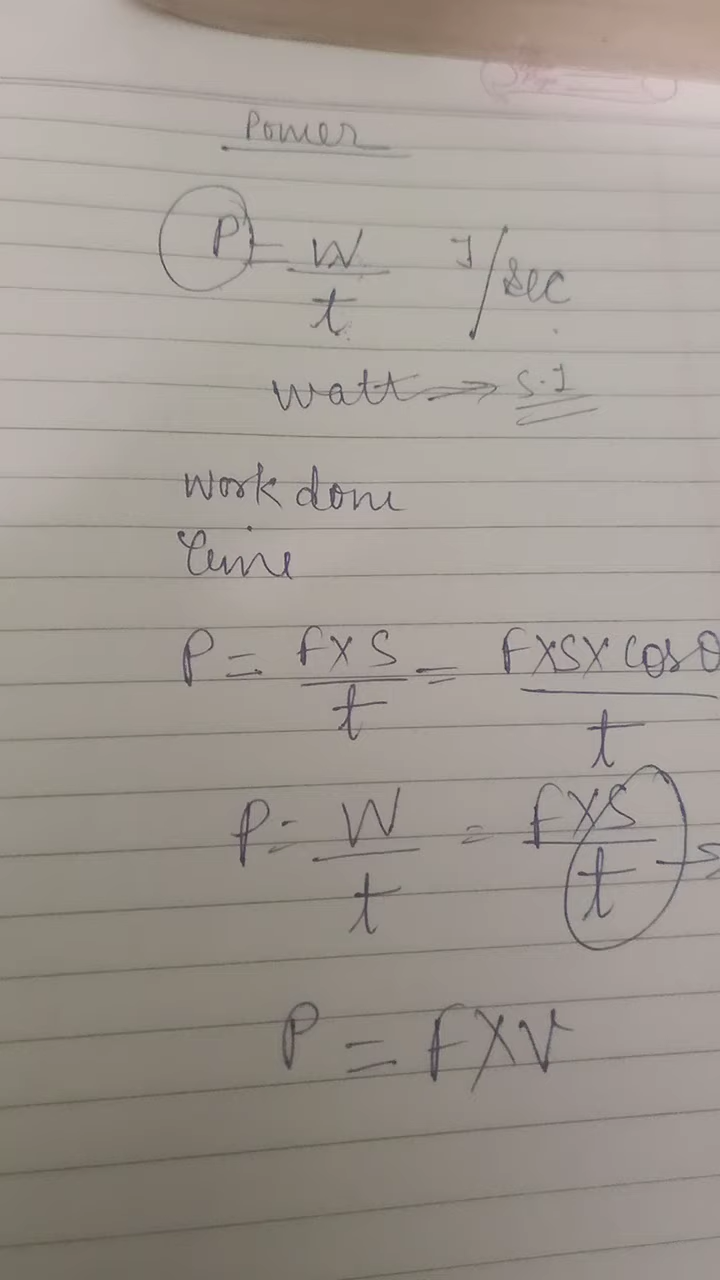 Power
P = W/t J/sec
watt → S.I
work done
time
P = F×S/t = F×S×cosθ/t
P = W/t = F×S/t →
P = F×V